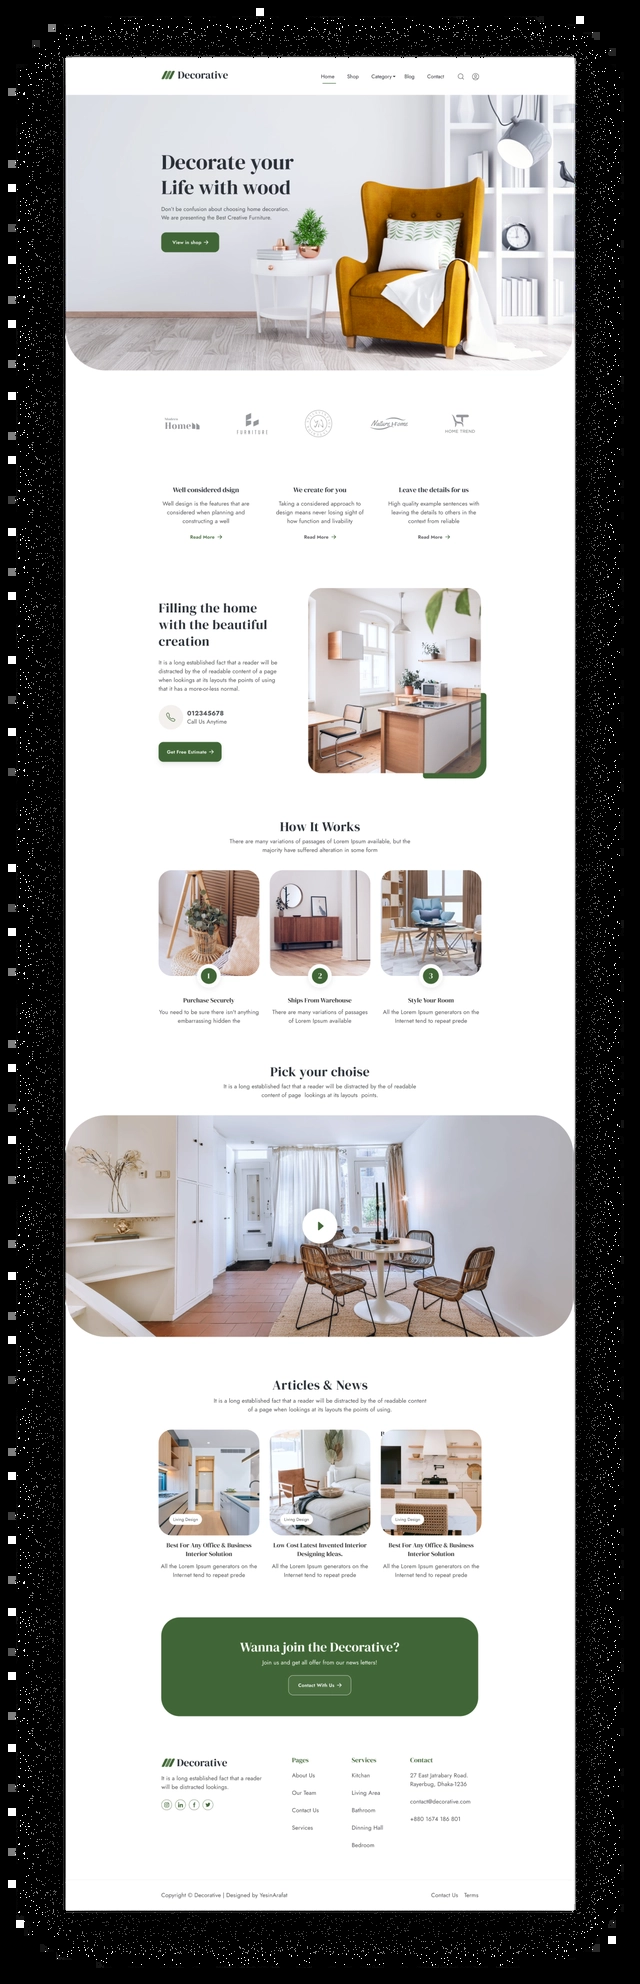 Decorative
Home Shop Category Blog Contact
Decorate your
Life with wood
Don't be confusion about choosing home decoration.
We are presenting the Best Creative Furniture.
View in shop →
Home
FURNITURE
Nature Home
HOME TREND
Well considered dsign
Well design is the features that are
considered when planning and
constructing a well
Read More →
We create for you
Taking a considered approach to
design means never losing sight of
how function and livability
Read More →
Leave the details for us
High quality example sentences with
leaving the details to others in the
context from reliable
Read More →
Filling the home
with the beautiful
creation
It is a long established fact that a reader will be
distracted by the of readable content of a page
when lookings at its layouts the points of using
that it has a more-or-less normal.
012345678
Call Us Anytime
Get Free Estimate →
How It Works
There are many variations of passages of Lorem Ipsum available, but the
majority have suffered alteration in some form
1
Purchase Securely
You need to be sure there isn't anything
embarrassing hidden the
2
Ships From Warehouse
There are many variations of passages
of Lorem Ipsum available
3
Style Your Room
All the Lorem Ipsum generators on the
Internet tend to repeat prede
Pick your choise
It is a long established fact that a reader will be distracted by the of readable
content of page lookings at its layouts points.
Articles & News
It is a long established fact that a reader will be distracted by the of readable content
of a page when lookings at its layouts the points of using.
Living Design
Best For Any Office & Business
Interior Solution
All the Lorem Ipsum generators on the
Internet tend to repeat prede
Living Design
Low Cost Latest Invented Interior
Designing Ideas.
All the Lorem Ipsum generators on the
Internet tend to repeat prede
Living Design
Best For Any Office & Business
Interior Solution
All the Lorem Ipsum generators on the
Internet tend to repeat prede
Wanna join the Decorative?
Join us and get all offer from our news letters!
Contact With Us →
Decorative
It is a long established fact that a reader
will be distracted lookings.
Pages
About Us
Our Team
Contact Us
Services
Services
Kitchan
Living Area
Bathroom
Dinning Hall
Bedroom
Contact
27 East Jatrabary Road.
Rayerbug, Dhaka-1236
contact@decorative.com
+880 1674 186 801
Copyright © Decorative | Designed by YesinArafat
Contact Us Terms